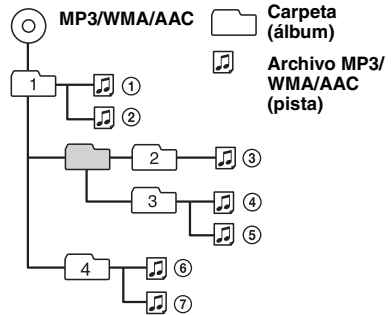 MP3/WMA/AAC
Carpeta
(álbum)
Archivo MP3/
WMA/AAC
(pista)
1
①
②
2
③
3
④
⑤
4
⑥
⑦